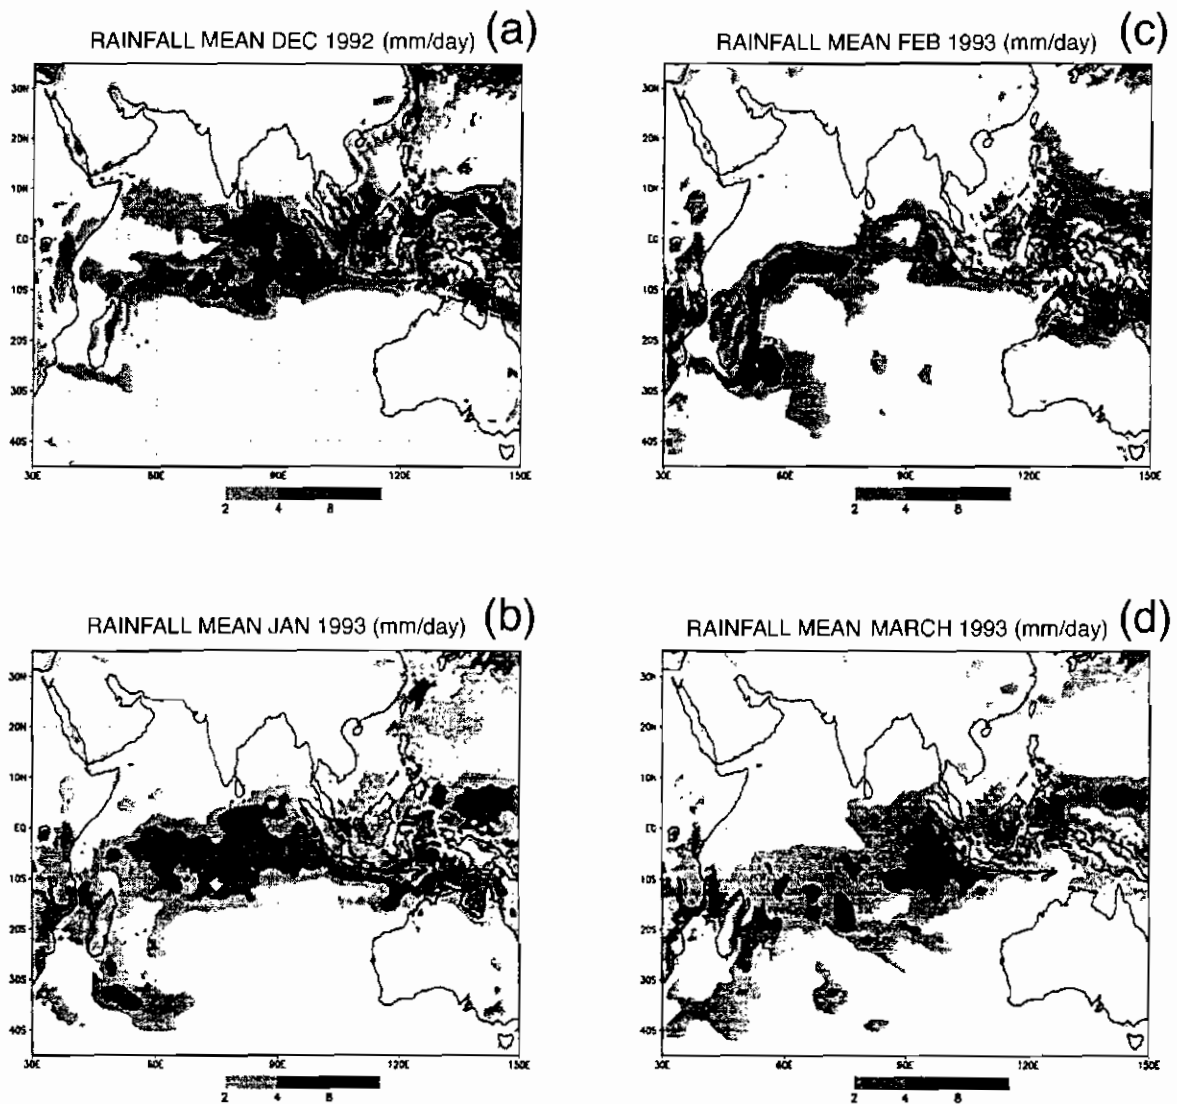 RAINFALL MEAN DEC 1992 (mm/day) (a)
30N
20N
10N
EQ
10S
20S
30S
40S
30E 60E 90E 120E 150E
2 4 8
RAINFALL MEAN FEB 1993 (mm/day) (c)
30N
20N
10N
EQ
10S
20S
30S
40S
30E 60E 90E 120E 150E
2 4 8
RAINFALL MEAN JAN 1993 (mm/day) (b)
30N
20N
10N
EQ
10S
20S
30S
40S
30E 60E 90E 120E 150E
2 4 8
RAINFALL MEAN MARCH 1993 (mm/day) (d)
30N
20N
10N
EQ
10S
20S
30S
40S
30E 60E 90E 120E 150E
2 4 8